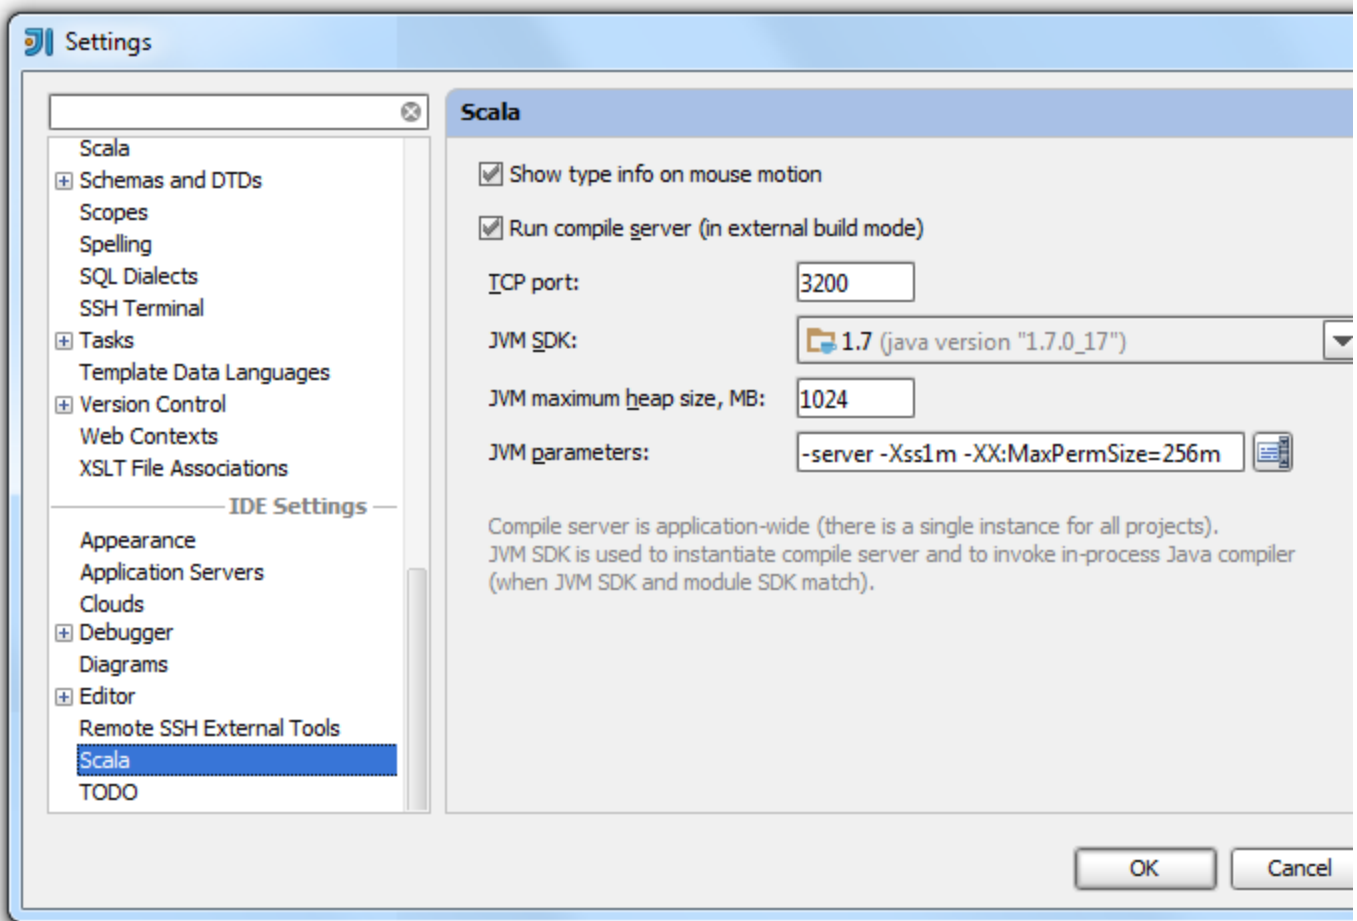 Settings
Scala
Schemas and DTDs
Scopes
Spelling
SQL Dialects
SSH Terminal
Tasks
Template Data Languages
Version Control
Web Contexts
XSLT File Associations
IDE Settings
Appearance
Application Servers
Clouds
Debugger
Diagrams
Editor
Remote SSH External Tools
Scala
TODO
Scala
Show type info on mouse motion
Run compile server (in external build mode)
TCP port: 3200
JVM SDK: 1.7 (java version "1.7.0_17")
JVM maximum heap size, MB: 1024
JVM parameters: -server -Xss1m -XX:MaxPermSize=256m
Compile server is application-wide (there is a single instance for all projects).
JVM SDK is used to instantiate compile server and to invoke in-process Java compiler
(when JVM SDK and module SDK match).
OK Cancel